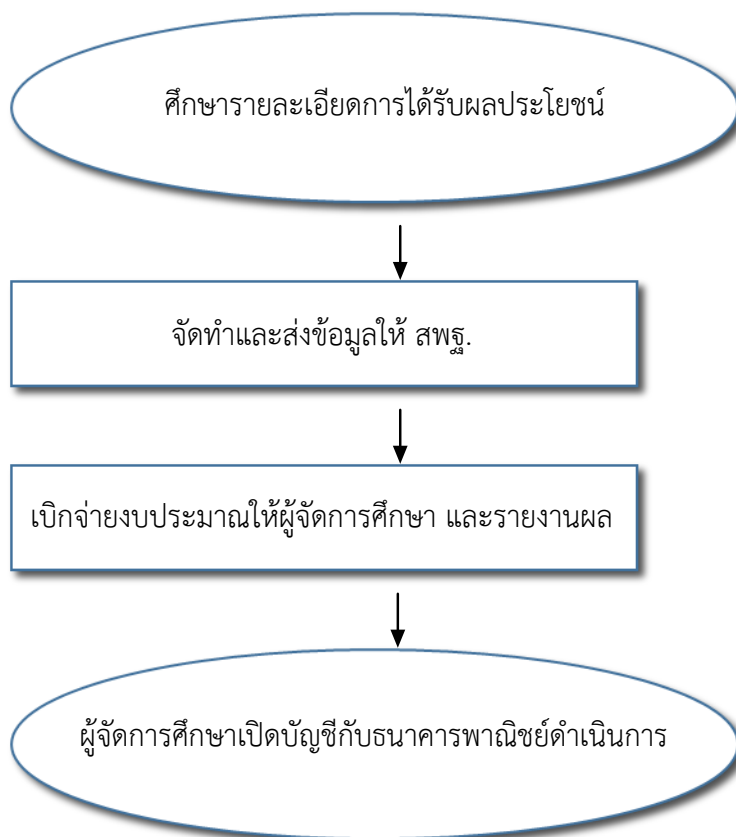 ศึกษารายละเอียดการได้รับผลประโยชน์
จัดทำและส่งข้อมูลให้ สพฐ.
เบิกจ่ายงบประมาณให้ผู้จัดการศึกษา และรายงานผล
ผู้จัดการศึกษาเปิดบัญชีกับธนาคารพาณิชย์ดำเนินการ